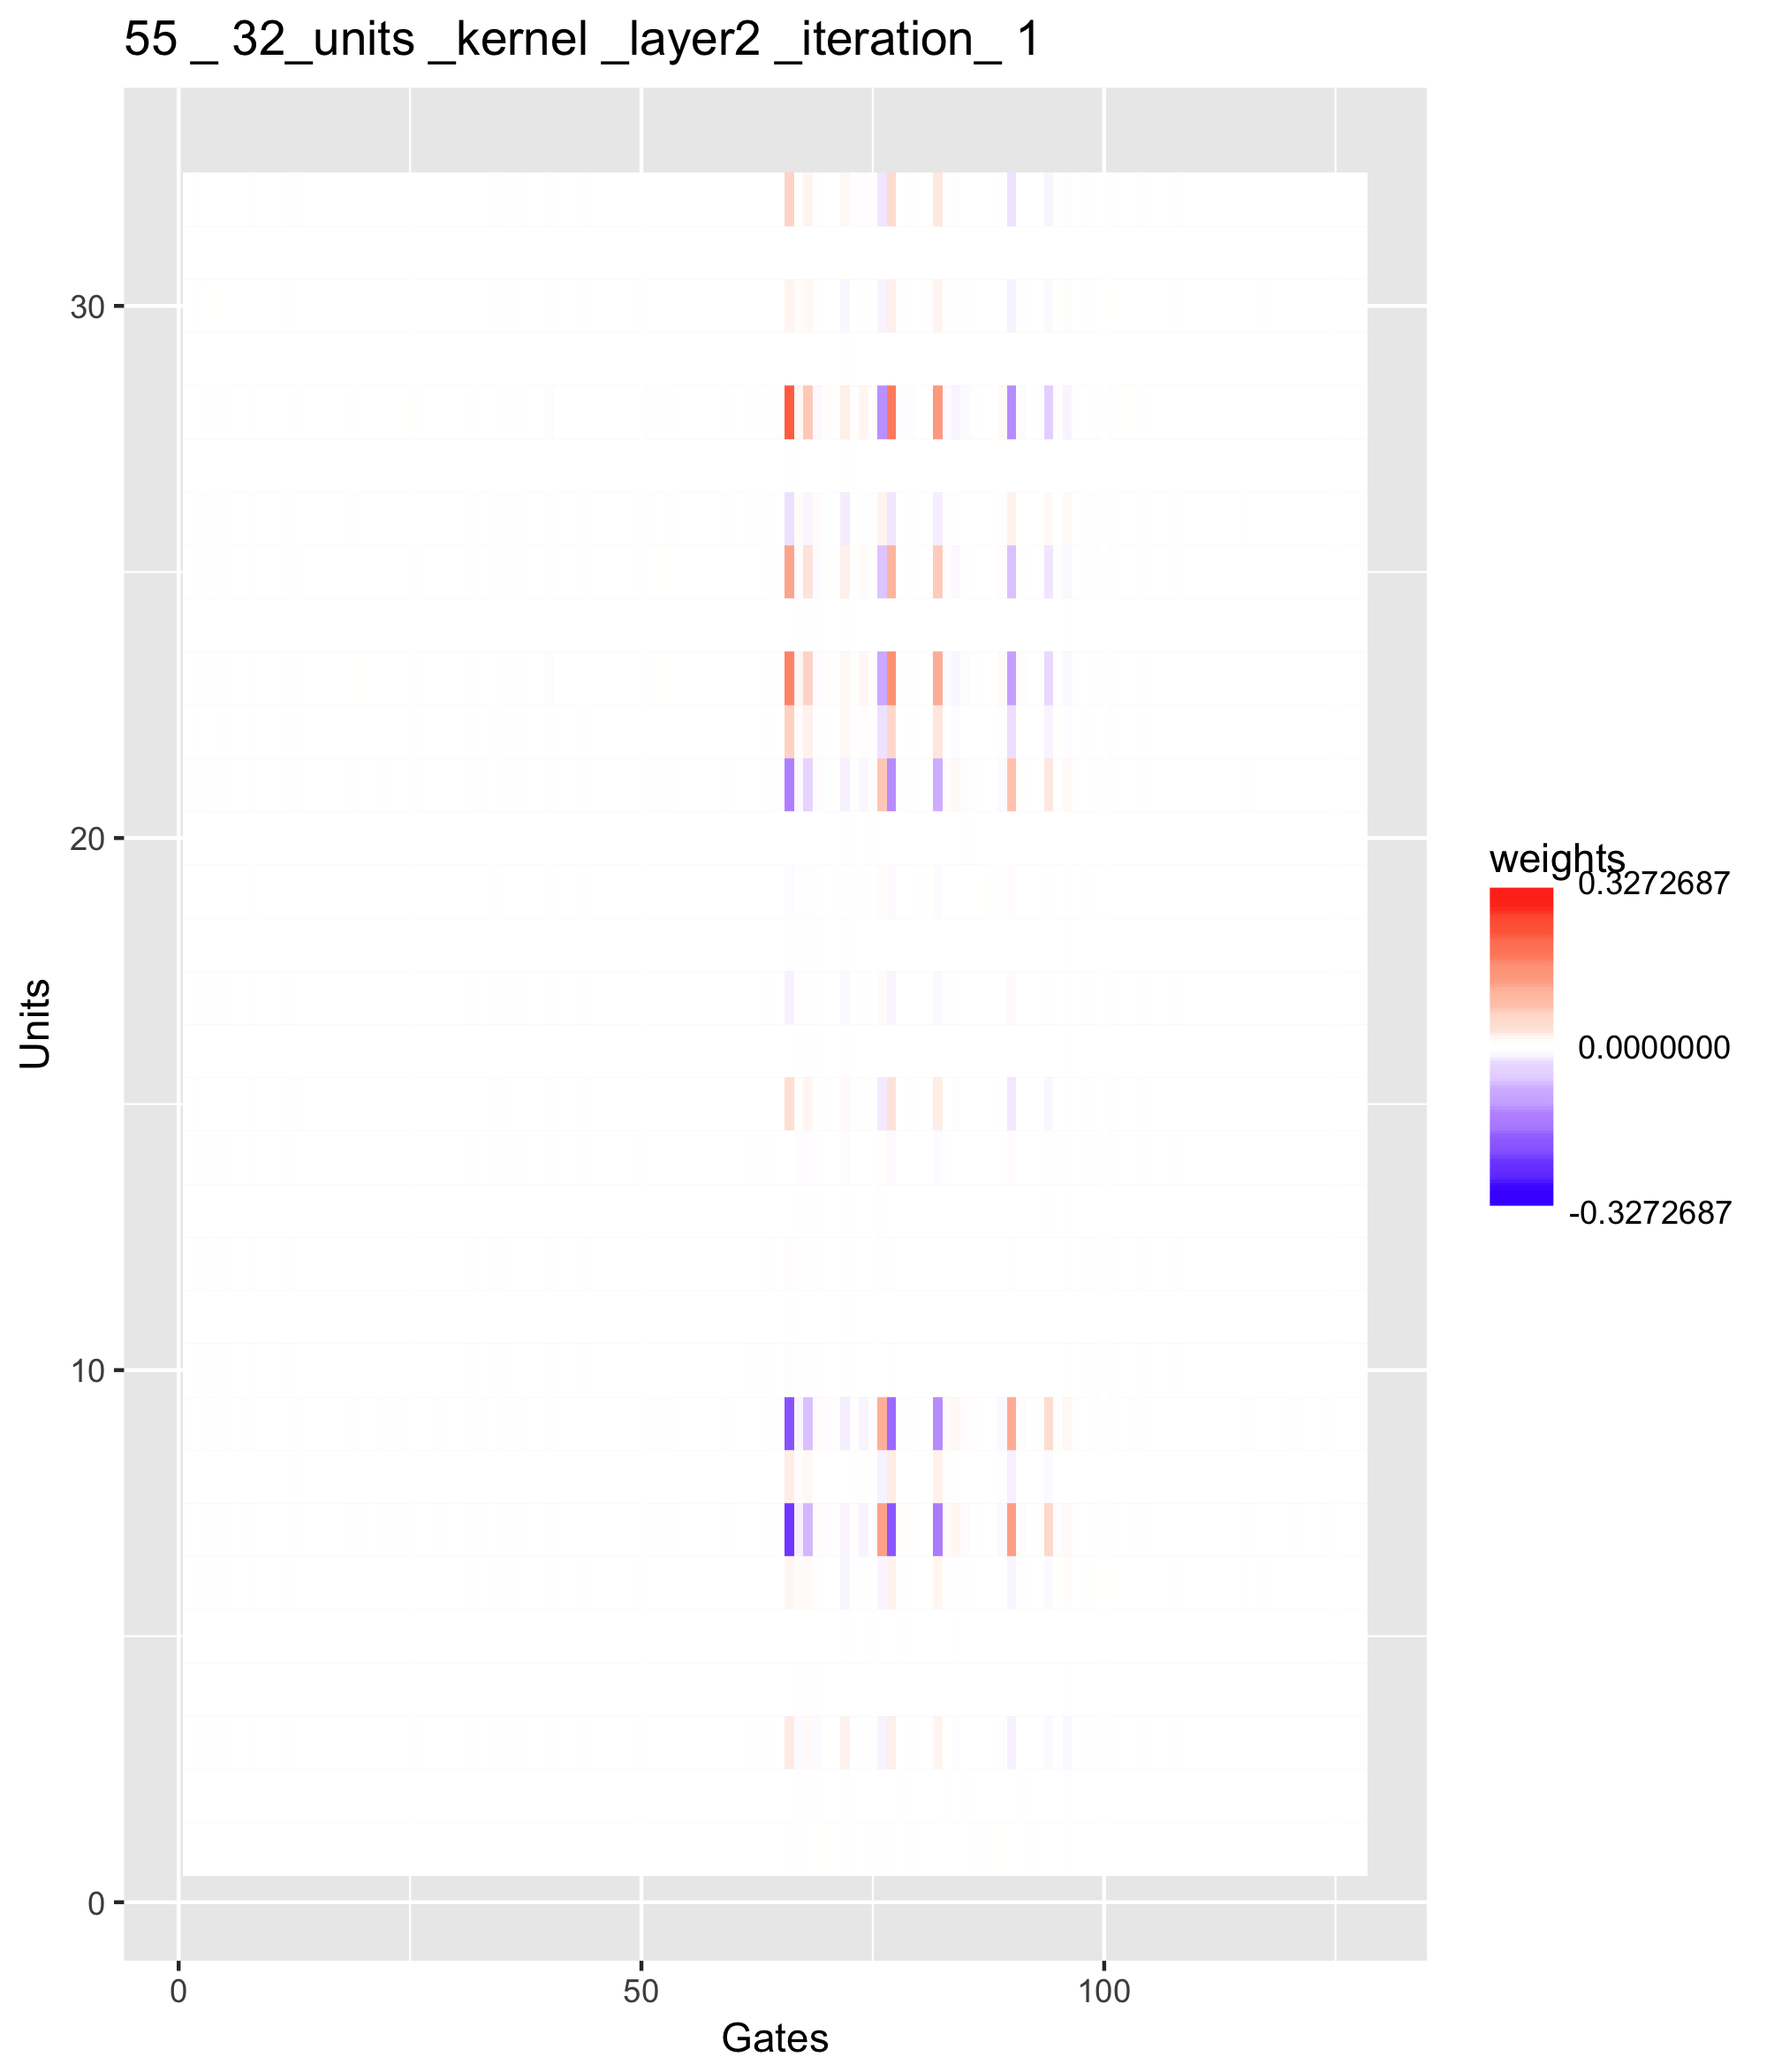 55 _ 32_units _kernel _layer2 _iteration_ 1
30
20
10
0
Units
0
50
100
Gates
weights
0.3272687
0.0000000
-0.3272687